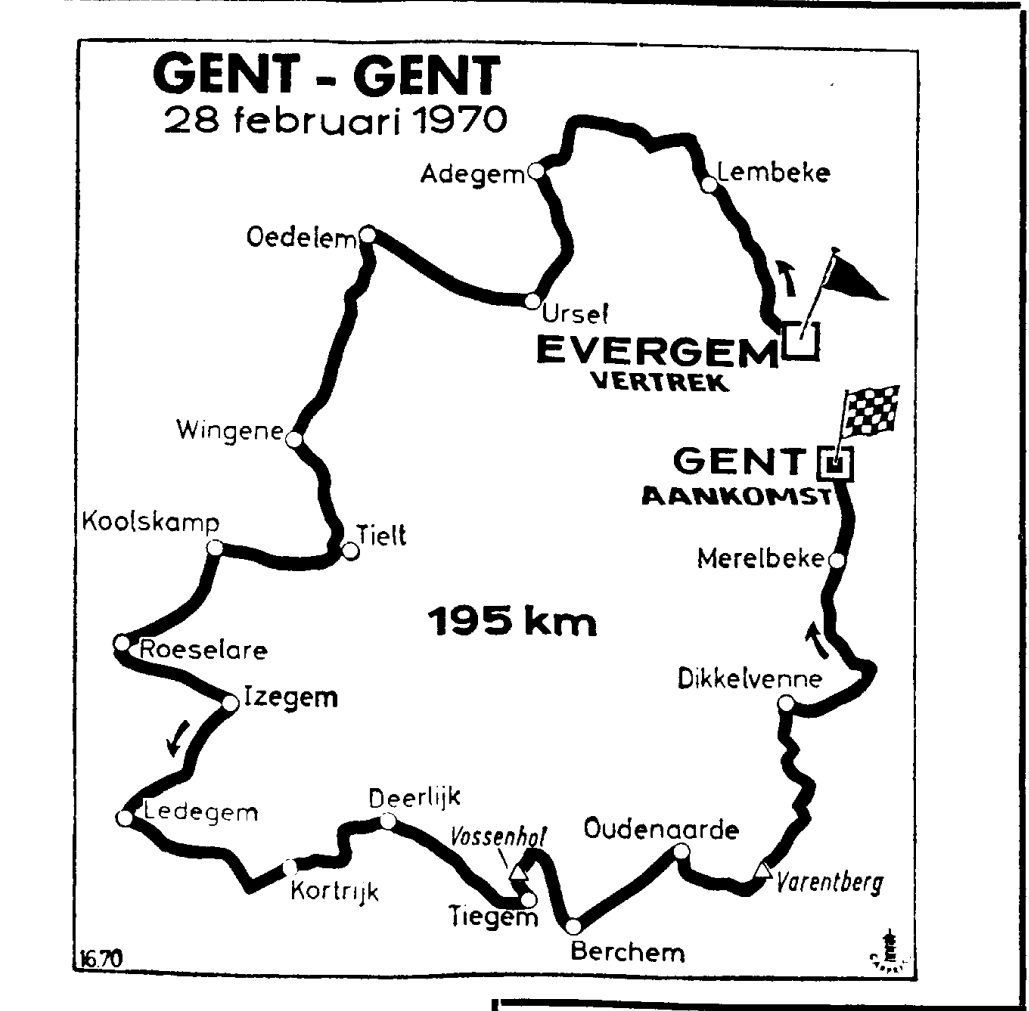 GENT - GENT
28 februari 1970
Adegem
Lembeke
Oedelem
Ursel
EVERGEM
VERTREK
Wingene
GENT
AANKOMST
Koolskamp
Tielt
Merelbeke
195 km
Roeselare
Dikkelvenne
Izegem
Ledegem
Deerlijk
Vossenhol
Oudenaarde
Kortrijk
Varentberg
Tiegem
Berchem
16.70